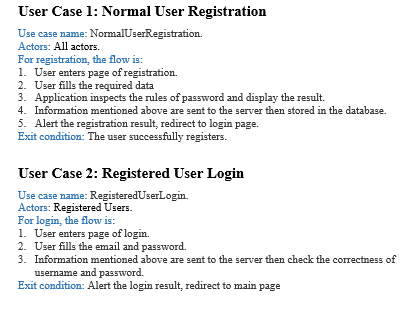 User Case 1: Normal User Registration
Use case name: NormalUserRegistration.
Actors: All actors.
For registration, the flow is:
1. User enters page of registration.
2. User fills the required data
3. Application inspects the rules of password and display the result.
4. Information mentioned above are sent to the server then stored in the database.
5. Alert the registration result, redirect to login page.
Exit condition: The user successfully registers.
User Case 2: Registered User Login
Use case name: RegisteredUserLogin.
Actors: Registered Users.
For login, the flow is:
1. User enters page of login.
2. User fills the email and password.
3. Information mentioned above are sent to the server then check the correctness of
username and password.
Exit condition: Alert the login result, redirect to main page